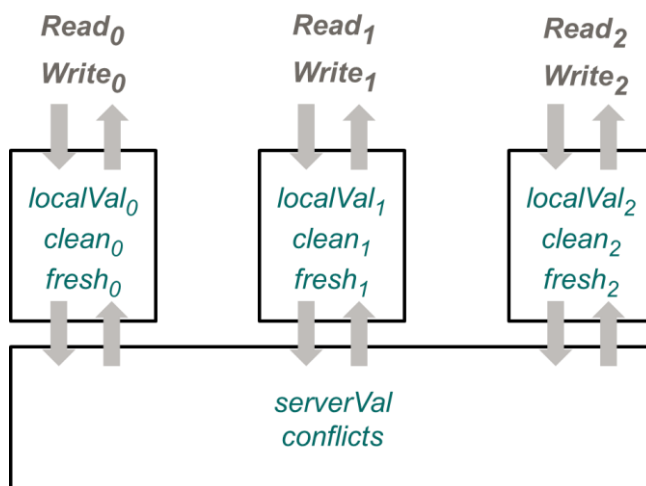 Read0 Read1 Read2
Write0 Write1 Write2
localVal0 localVal1 localVal2
clean0 clean1 clean2
fresh0 fresh1 fresh2
serverVal
conflicts